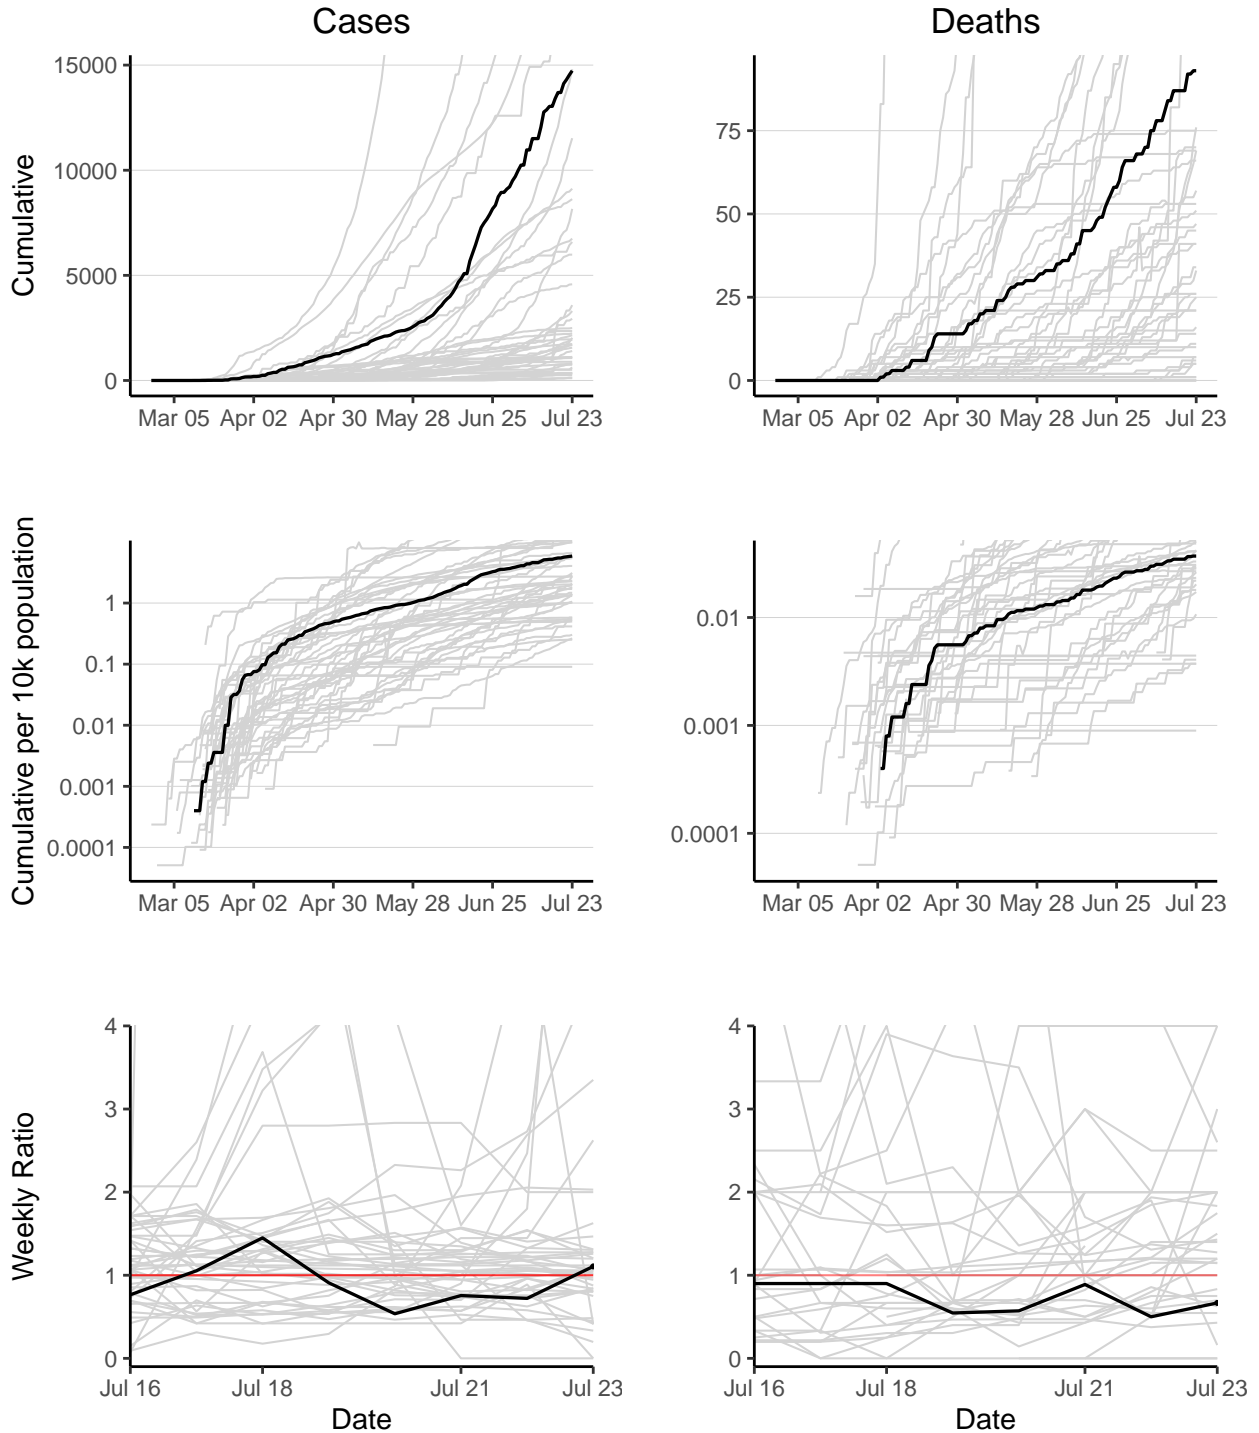 Cases
Deaths
Cumulative
15000
10000
5000
0
Mar 05 Apr 02 Apr 30 May 28 Jun 25 Jul 23
75
50
25
0
Mar 05 Apr 02 Apr 30 May 28 Jun 25 Jul 23
Cumulative per 10k population
1
0.1
0.01
0.001
0.0001
Mar 05 Apr 02 Apr 30 May 28 Jun 25 Jul 23
0.01
0.001
0.0001
Mar 05 Apr 02 Apr 30 May 28 Jun 25 Jul 23
Weekly Ratio
4
3
2
1
0
Jul 16 Jul 18 Jul 21 Jul 23
Date
4
3
2
1
0
Jul 16 Jul 18 Jul 21 Jul 23
Date